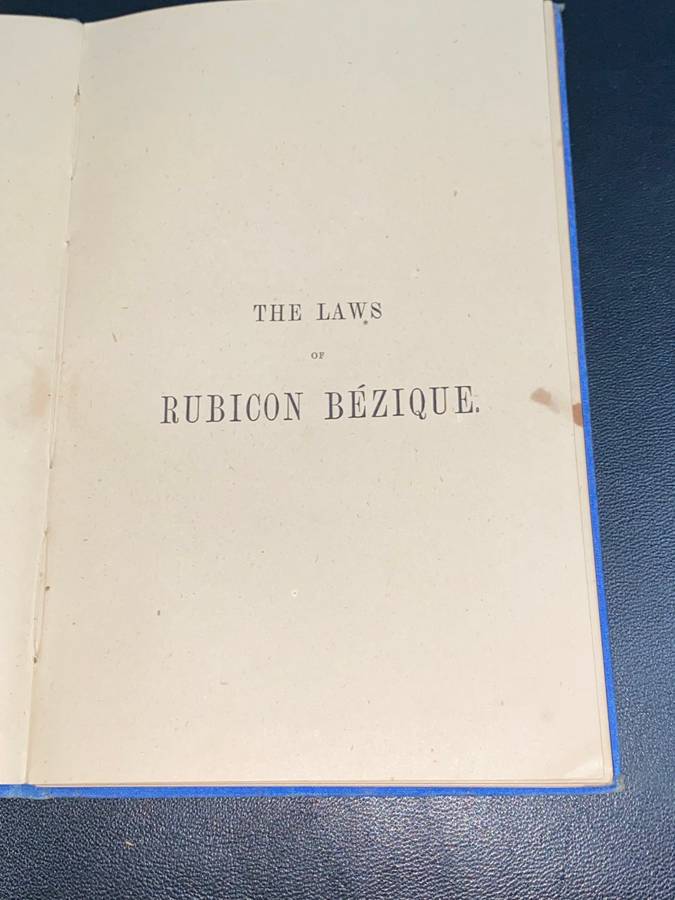 THE LAWS
OF
RUBICON BÉZIQUE.